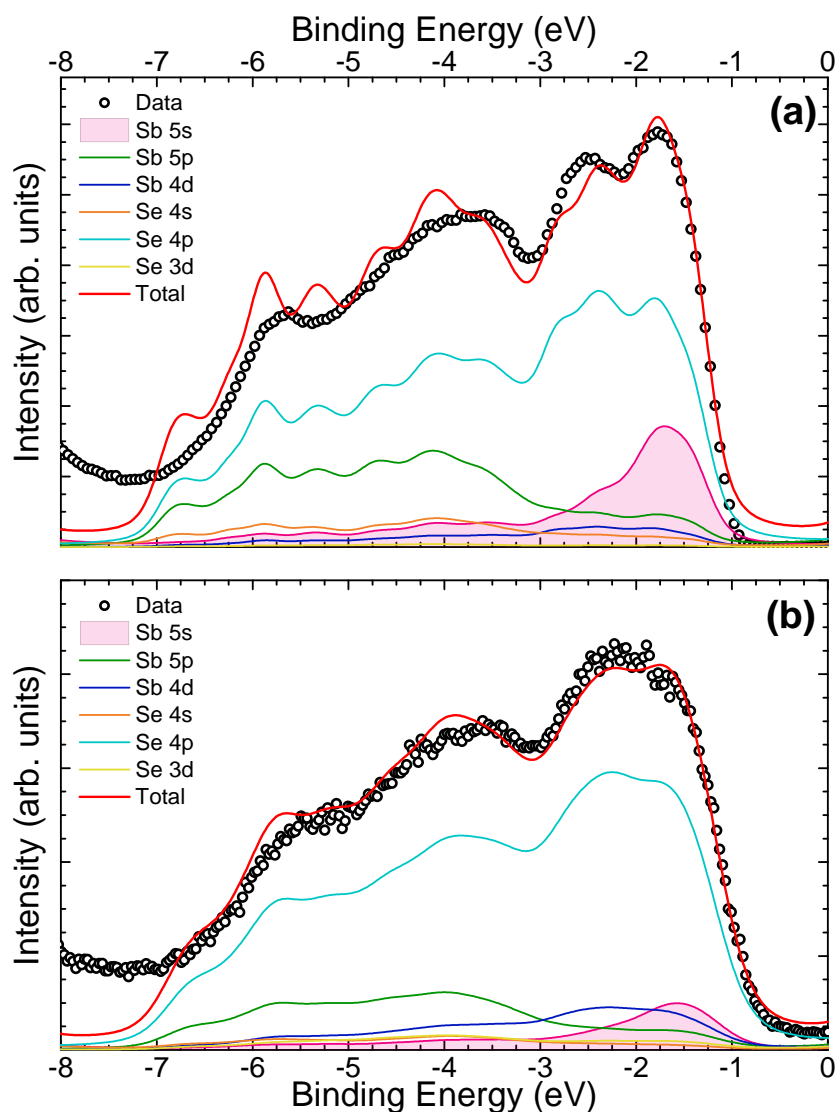 Binding Energy (eV)
-8 -7 -6 -5 -4 -3 -2 -1 0
(a)
Data
Sb 5s
Sb 5p
Sb 4d
Se 4s
Se 4p
Se 3d
Total
Intensity (arb. units)
(b)
Data
Sb 5s
Sb 5p
Sb 4d
Se 4s
Se 4p
Se 3d
Total
Intensity (arb. units)
-8 -7 -6 -5 -4 -3 -2 -1 0
Binding Energy (eV)